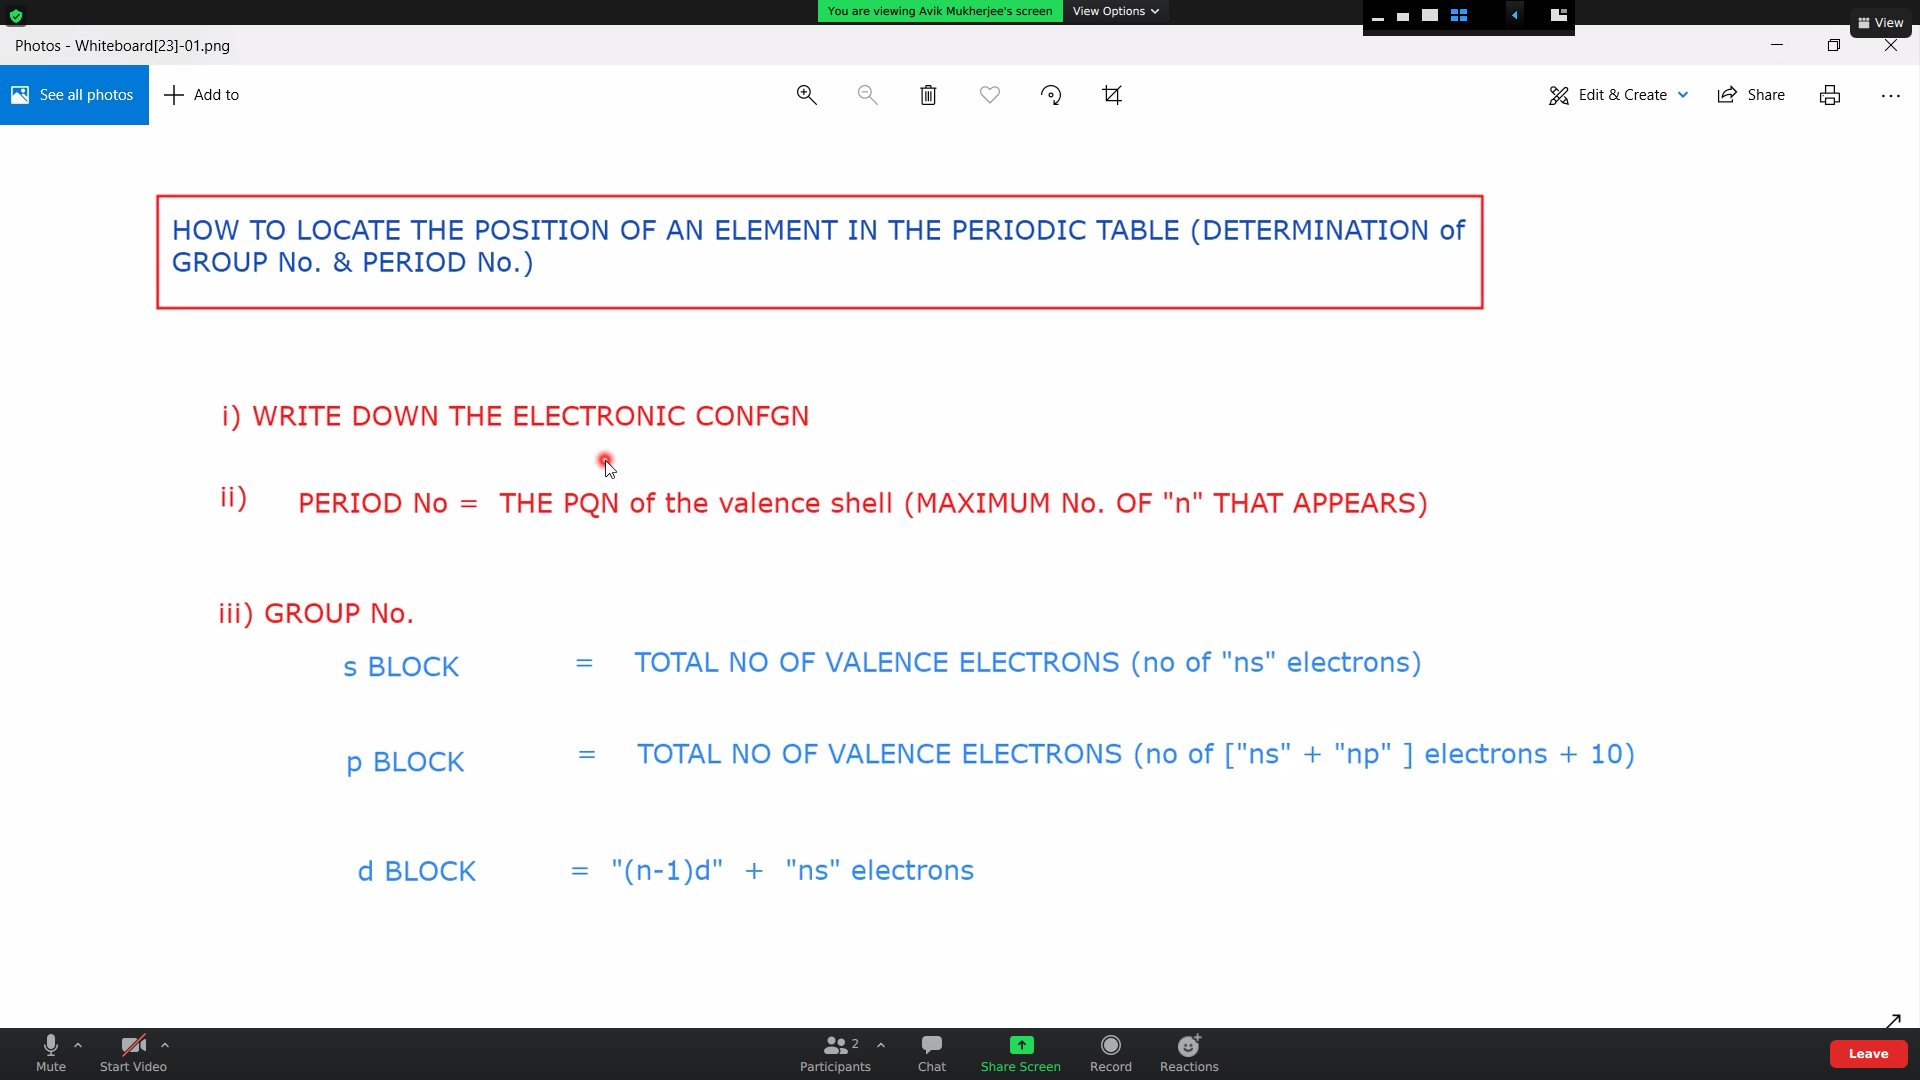 You are viewing Avik Mukherjee's screen
View Options
View
Photos - Whiteboard[23]-01.png
See all photos
Add to
Edit & Create
Share
HOW TO LOCATE THE POSITION OF AN ELEMENT IN THE PERIODIC TABLE (DETERMINATION of
GROUP No. & PERIOD No.)
i) WRITE DOWN THE ELECTRONIC CONFGN
ii) PERIOD No = THE PQN of the valence shell (MAXIMUM No. OF "n" THAT APPEARS)
iii) GROUP No.
s BLOCK = TOTAL NO OF VALENCE ELECTRONS (no of "ns" electrons)
p BLOCK = TOTAL NO OF VALENCE ELECTRONS (no of ["ns" + "np" ] electrons + 10)
d BLOCK = "(n-1)d" + "ns" electrons
Mute
Start Video
Participants 2
Chat
Share Screen
Record
Reactions
Leave